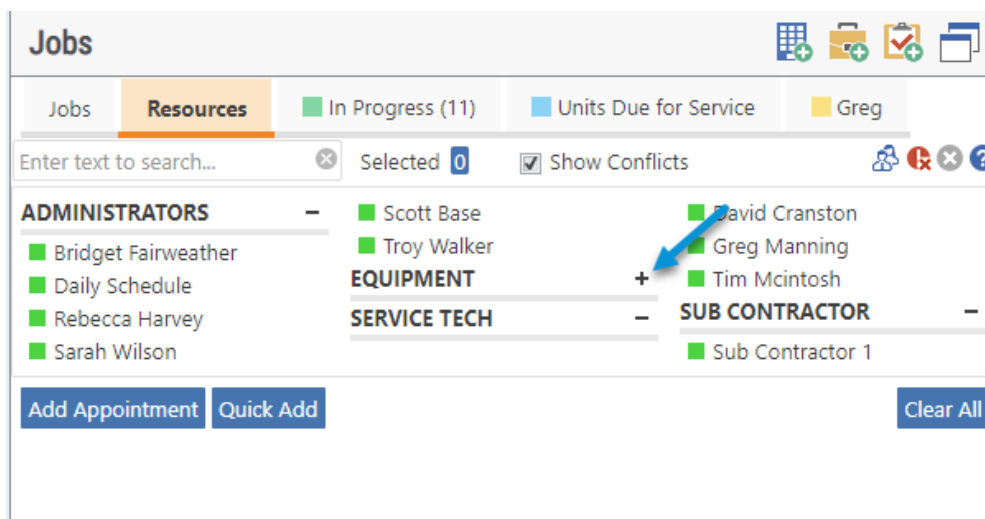 Jobs
Jobs Resources In Progress (11) Units Due for Service Greg
Enter text to search... Selected 0 Show Conflicts
ADMINISTRATORS –
Bridget Fairweather
Daily Schedule
Rebecca Harvey
Sarah Wilson
Scott Base
Troy Walker
EQUIPMENT +
SERVICE TECH –
David Cranston
Greg Manning
Tim Mcintosh
SUB CONTRACTOR –
Sub Contractor 1
Add Appointment Quick Add Clear All